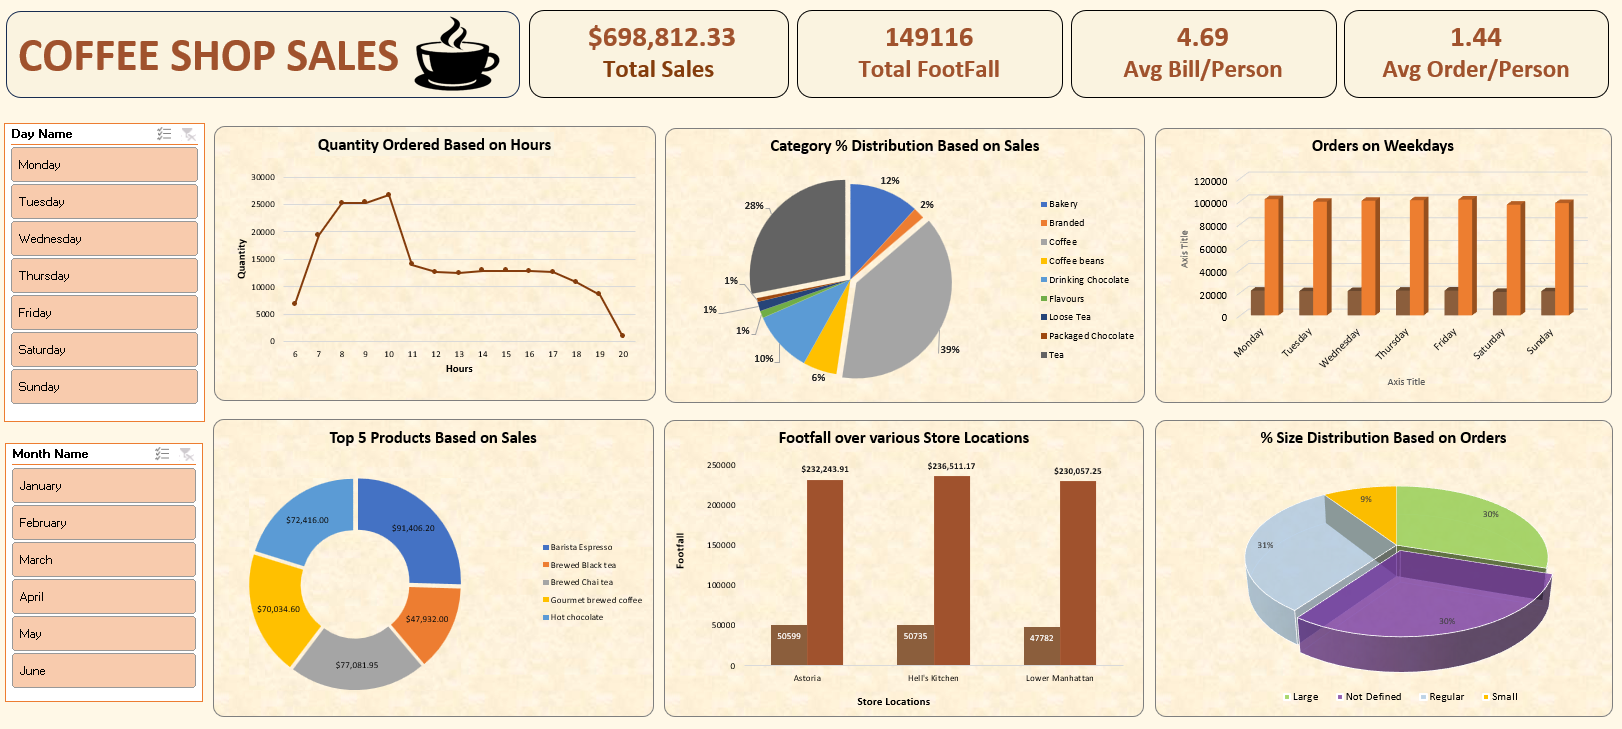 COFFEE SHOP SALES
$698,812.33
Total Sales
149116
Total FootFall
4.69
Avg Bill/Person
1.44
Avg Order/Person
Day Name
Monday
Tuesday
Wednesday
Thursday
Friday
Saturday
Sunday
Month Name
January
February
March
April
May
June
Quantity Ordered Based on Hours
30000
25000
20000
15000
10000
5000
0
Quantity
6 7 8 9 10 11 12 13 14 15 16 17 18 19 20
Hours
Category % Distribution Based on Sales
12%
2%
39%
6%
10%
1%
1%
1%
28%
Bakery
Branded
Coffee
Coffee beans
Drinking Chocolate
Flavours
Loose Tea
Packaged Chocolate
Tea
Orders on Weekdays
120000
100000
80000
60000
40000
20000
0
Axis Title
Monday Tuesday Wednesday Thursday Friday Saturday Sunday
Axis Title
Top 5 Products Based on Sales
$91,406.20
$47,932.00
$77,081.95
$70,034.60
$72,416.00
Barista Espresso
Brewed Black tea
Brewed Chai tea
Gourmet brewed coffee
Hot chocolate
Footfall over various Store Locations
250000
200000
150000
100000
50000
0
Footfall
$232,243.91 $236,511.17 $230,057.25
50599 50735 47782
Astoria Hell's Kitchen Lower Manhattan
Store Locations
% Size Distribution Based on Orders
9%
30%
31%
30%
Large Not Defined Regular Small